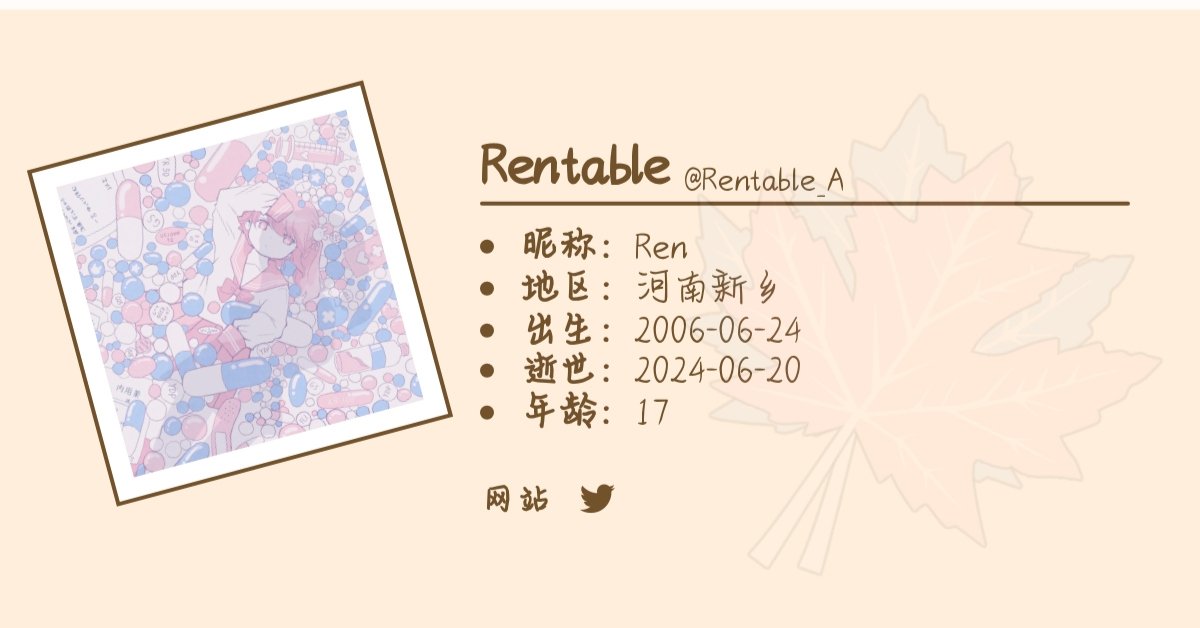 Rentable @Rentable_A
昵称： Ren
地区： 河南新乡
出生： 2006-06-24
逝世： 2024-06-20
年龄： 17
网站